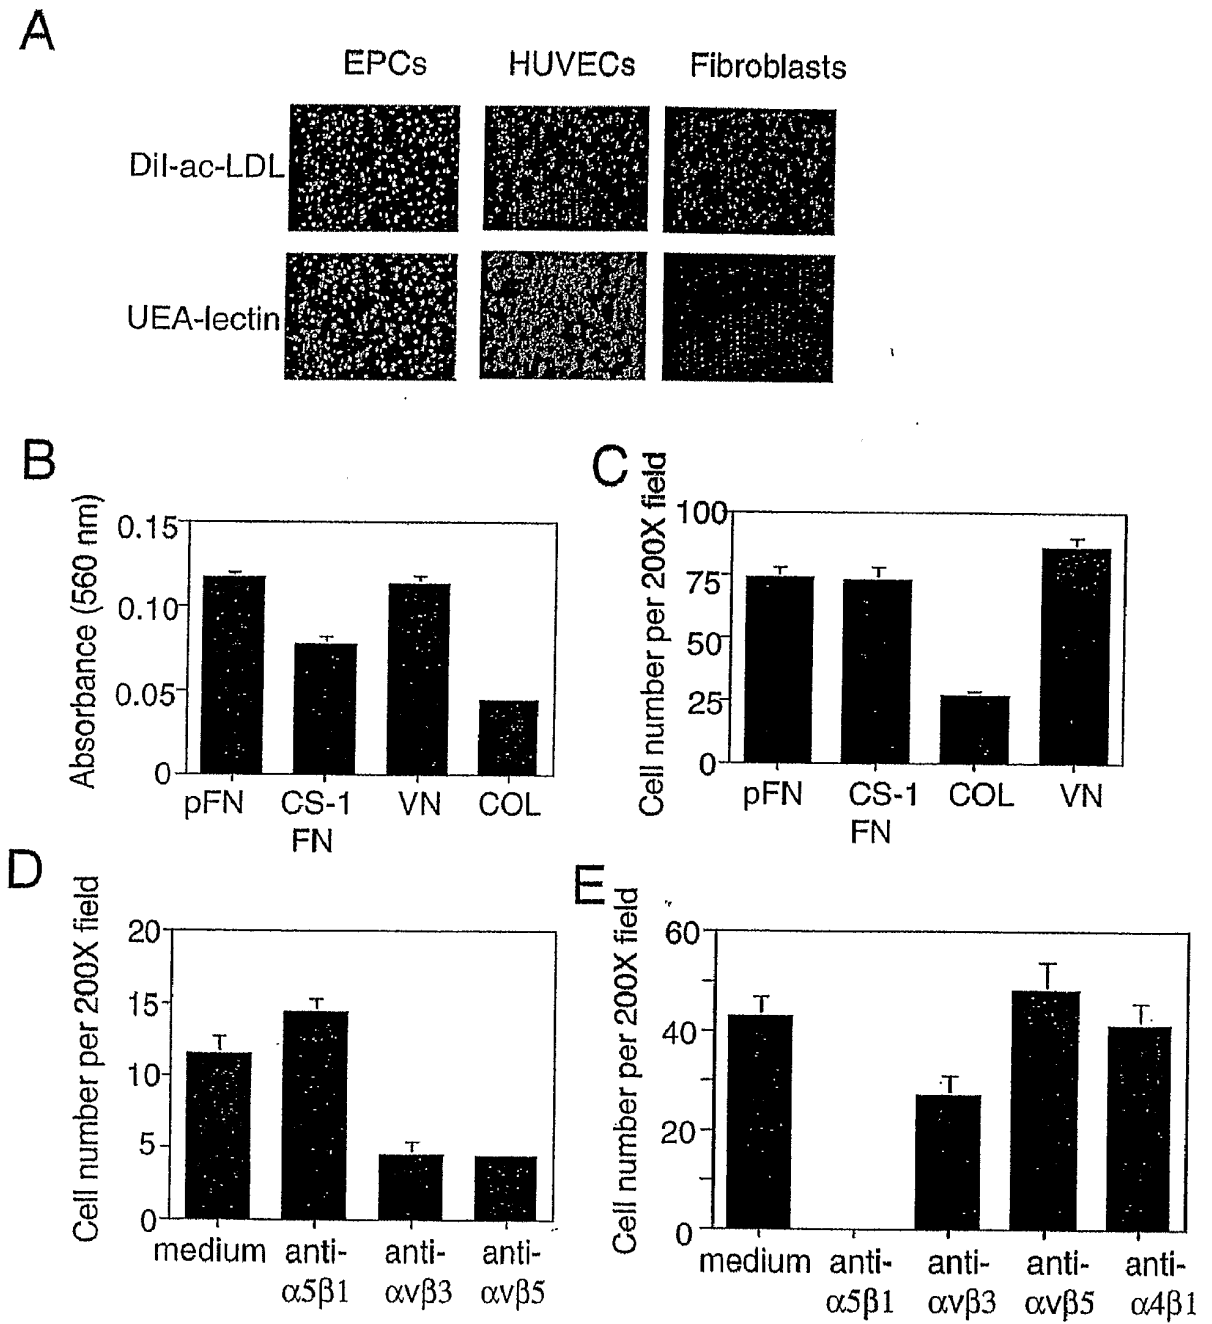 A
EPCs HUVECs Fibroblasts
DiI-ac-LDL
UEA-lectin
B
Absorbance (560 nm)
0.15
0.10
0.05
0
pFN CS-1 FN VN COL
C
Cell number per 200X field
100
75
50
25
0
pFN CS-1 FN COL VN
D
Cell number per 200X field
20
15
10
5
0
medium anti-α5β1 anti-αvβ3 anti-αvβ5
E
Cell number per 200X field
60
40
20
0
medium anti-α5β1 anti-αvβ3 anti-αvβ5 anti-α4β1